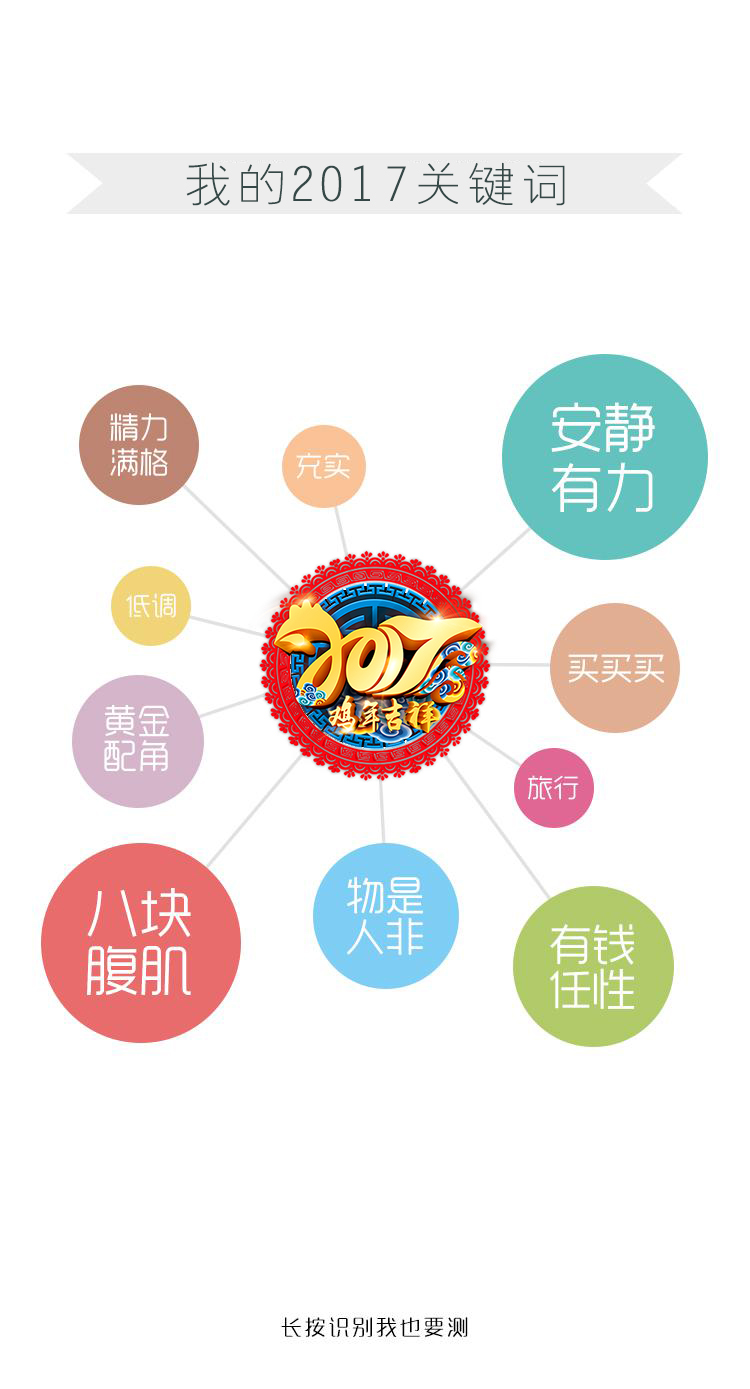 我的2017关键词
安静
有力
精力
满格
充实
低调
买买买
2017
鸡年吉祥
黄金
配角
旅行
八块
腹肌
物是
人非
有钱
任性
长按识别我也要测